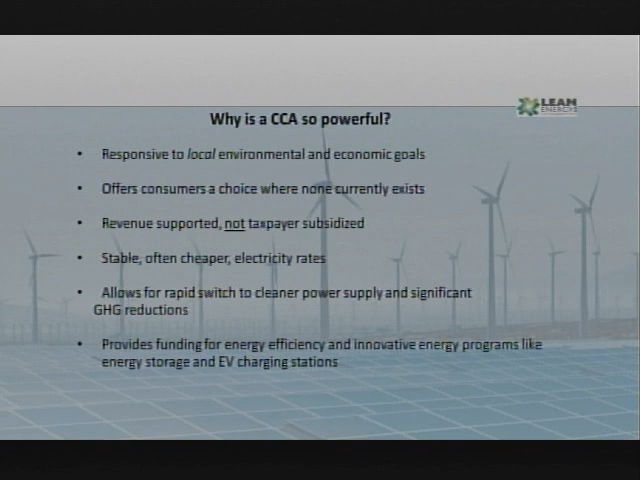 LEAN
ENERGY
Why is a CCA so powerful?
• Responsive to local environmental and economic goals
• Offers consumers a choice where none currently exists
• Revenue supported, not taxpayer subsidized
• Stable, often cheaper, electricity rates
• Allows for rapid switch to cleaner power supply and significant
GHG reductions
• Provides funding for energy efficiency and innovative energy programs like
energy storage and EV charging stations